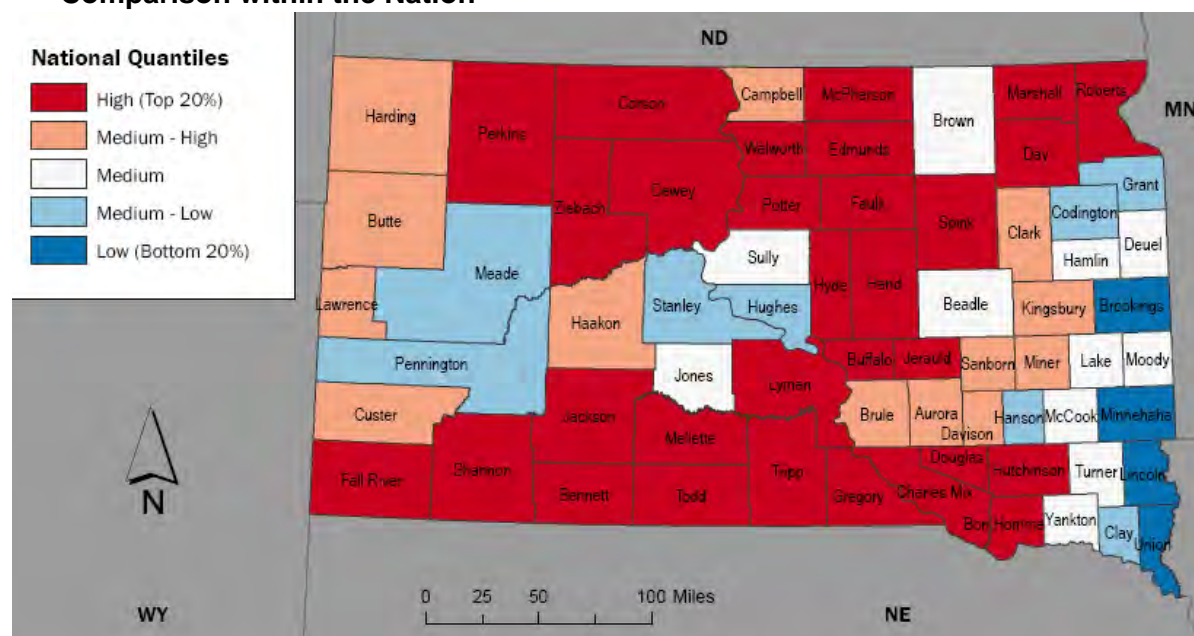 Comparison within the Nation
National Quantiles
High (Top 20%)
Medium - High
Medium
Medium - Low
Low (Bottom 20%)
ND
MN
WY
NE
N
0 25 50 100 Miles
Harding
Perkins
Corson
Campbell
McPherson
Brown
Marshall
Roberts
Walworth
Edmunds
Day
Butte
Ziebach
Dewey
Potter
Faulk
Spink
Grant
Codington
Clark
Deuel
Hamlin
Meade
Sully
Lawrence
Haakon
Stanley
Hughes
Hyde
Hand
Beadle
Kingsbury
Brookings
Pennington
Jones
Lyman
Buffalo
Jerauld
Sanborn
Miner
Lake
Moody
Custer
Jackson
Mellette
Brule
Aurora
Davison
Hanson
McCook
Minnehaha
Fall River
Shannon
Bennett
Todd
Tripp
Gregory
Charles Mix
Douglas
Hutchinson
Turner
Lincoln
Bon Homme
Yankton
Clay
Union